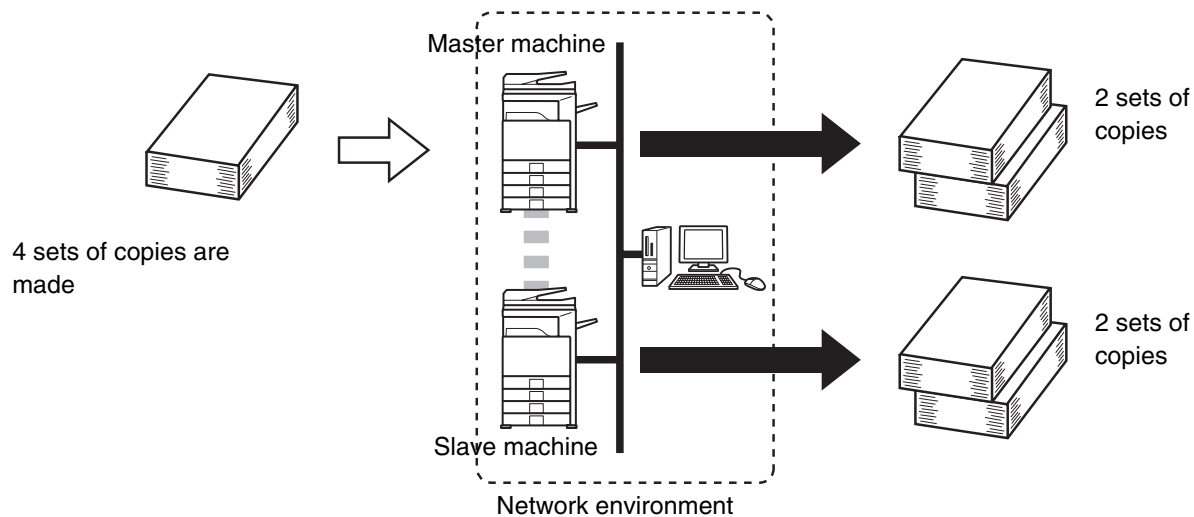 Master machine
2 sets of
copies
4 sets of copies are
made
2 sets of
copies
Slave machine
Network environment